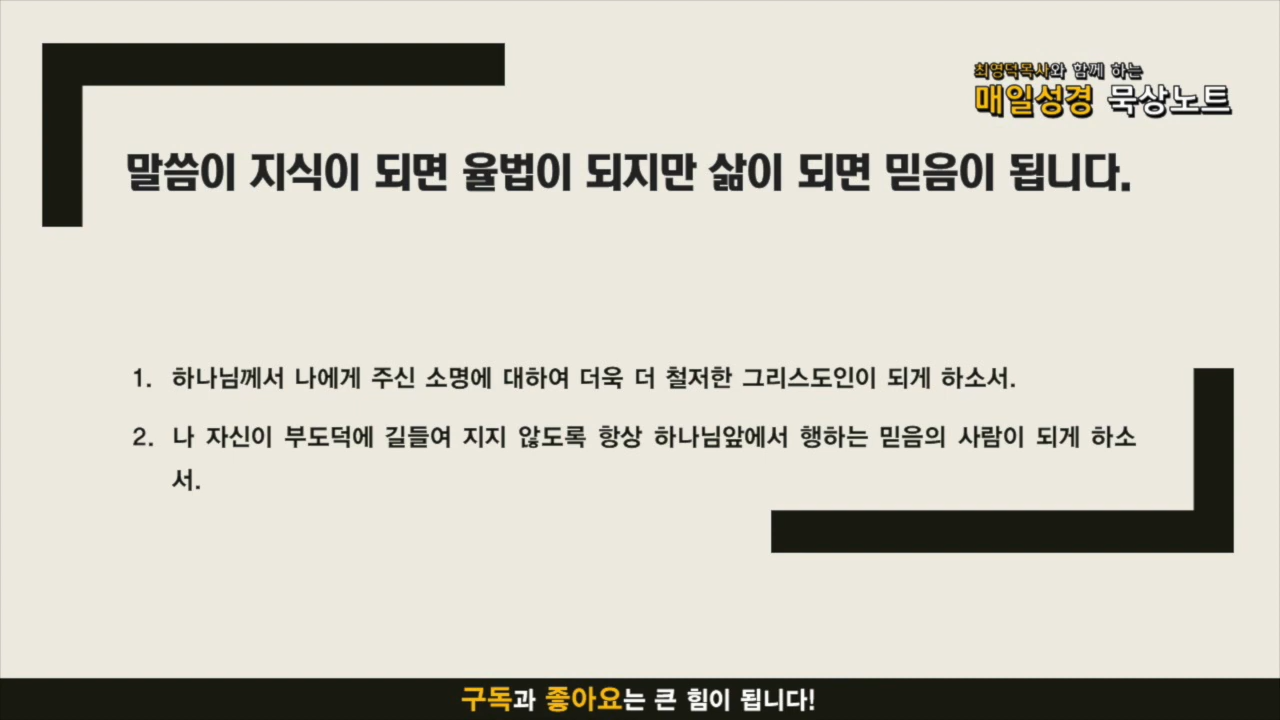 최영덕목사와 함께 하는
매일성경 묵상노트
말씀이 지식이 되면 율법이 되지만 삶이 되면 믿음이 됩니다.
1. 하나님께서 나에게 주신 소명에 대하여 더욱 더 철저한 그리스도인이 되게 하소서.
2. 나 자신이 부도덕에 길들여 지지 않도록 항상 하나님앞에서 행하는 믿음의 사람이 되게 하소
서.
구독과 좋아요는 큰 힘이 됩니다!